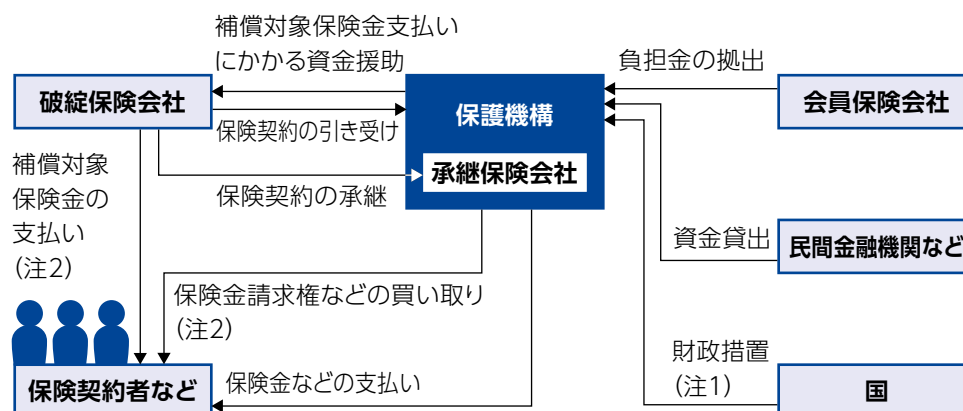 補償対象保険金支払い
にかかる資金援助
負担金の拠出
破綻保険会社
保護機構
会員保険会社
保険契約の引き受け
承継保険会社
補償対象
保険金の
支払い
(注2)
保険契約の承継
資金貸出
民間金融機関など
保険金請求権などの買い取り
(注2)
財政措置
(注1)
保険契約者など
保険金などの支払い
国